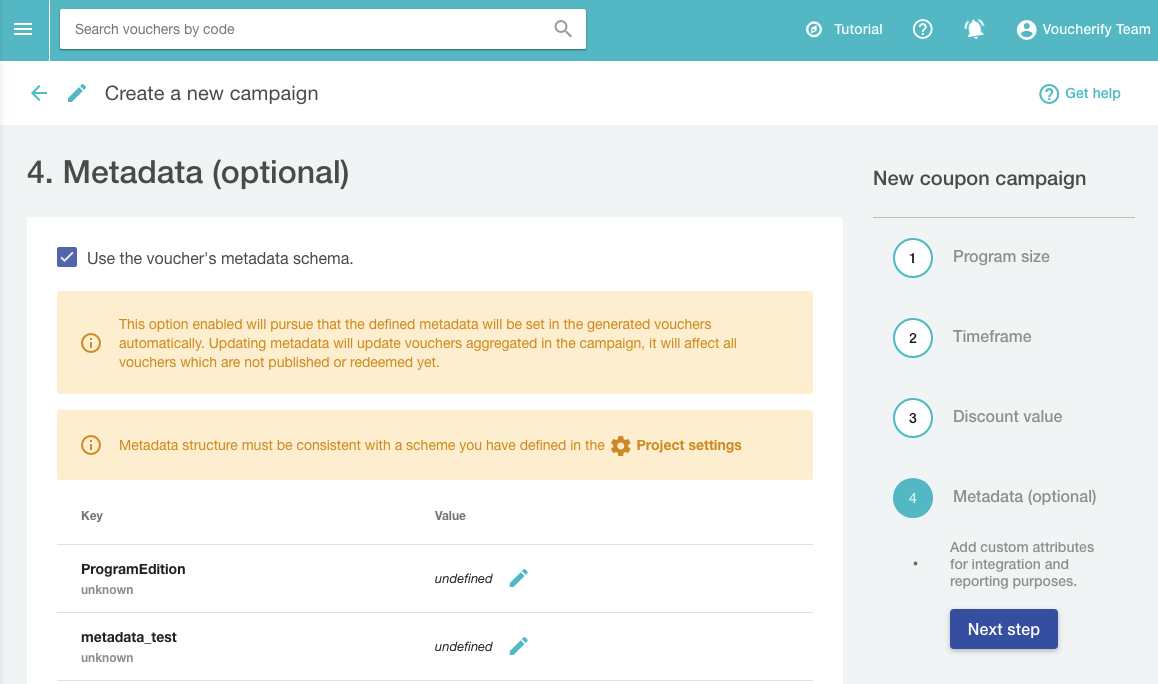 Search vouchers by code
Tutorial
Voucherify Team
Create a new campaign
Get help
4. Metadata (optional)
Use the voucher's metadata schema.
This option enabled will pursue that the defined metadata will be set in the generated vouchers
automatically. Updating metadata will update vouchers aggregated in the campaign, it will affect all
vouchers which are not published or redeemed yet.
Metadata structure must be consistent with a scheme you have defined in the Project settings
Key Value
ProgramEdition
unknown
undefined
metadata_test
unknown
undefined
New coupon campaign
1 Program size
2 Timeframe
3 Discount value
4 Metadata (optional)
• Add custom attributes
for integration and
reporting purposes.
Next step